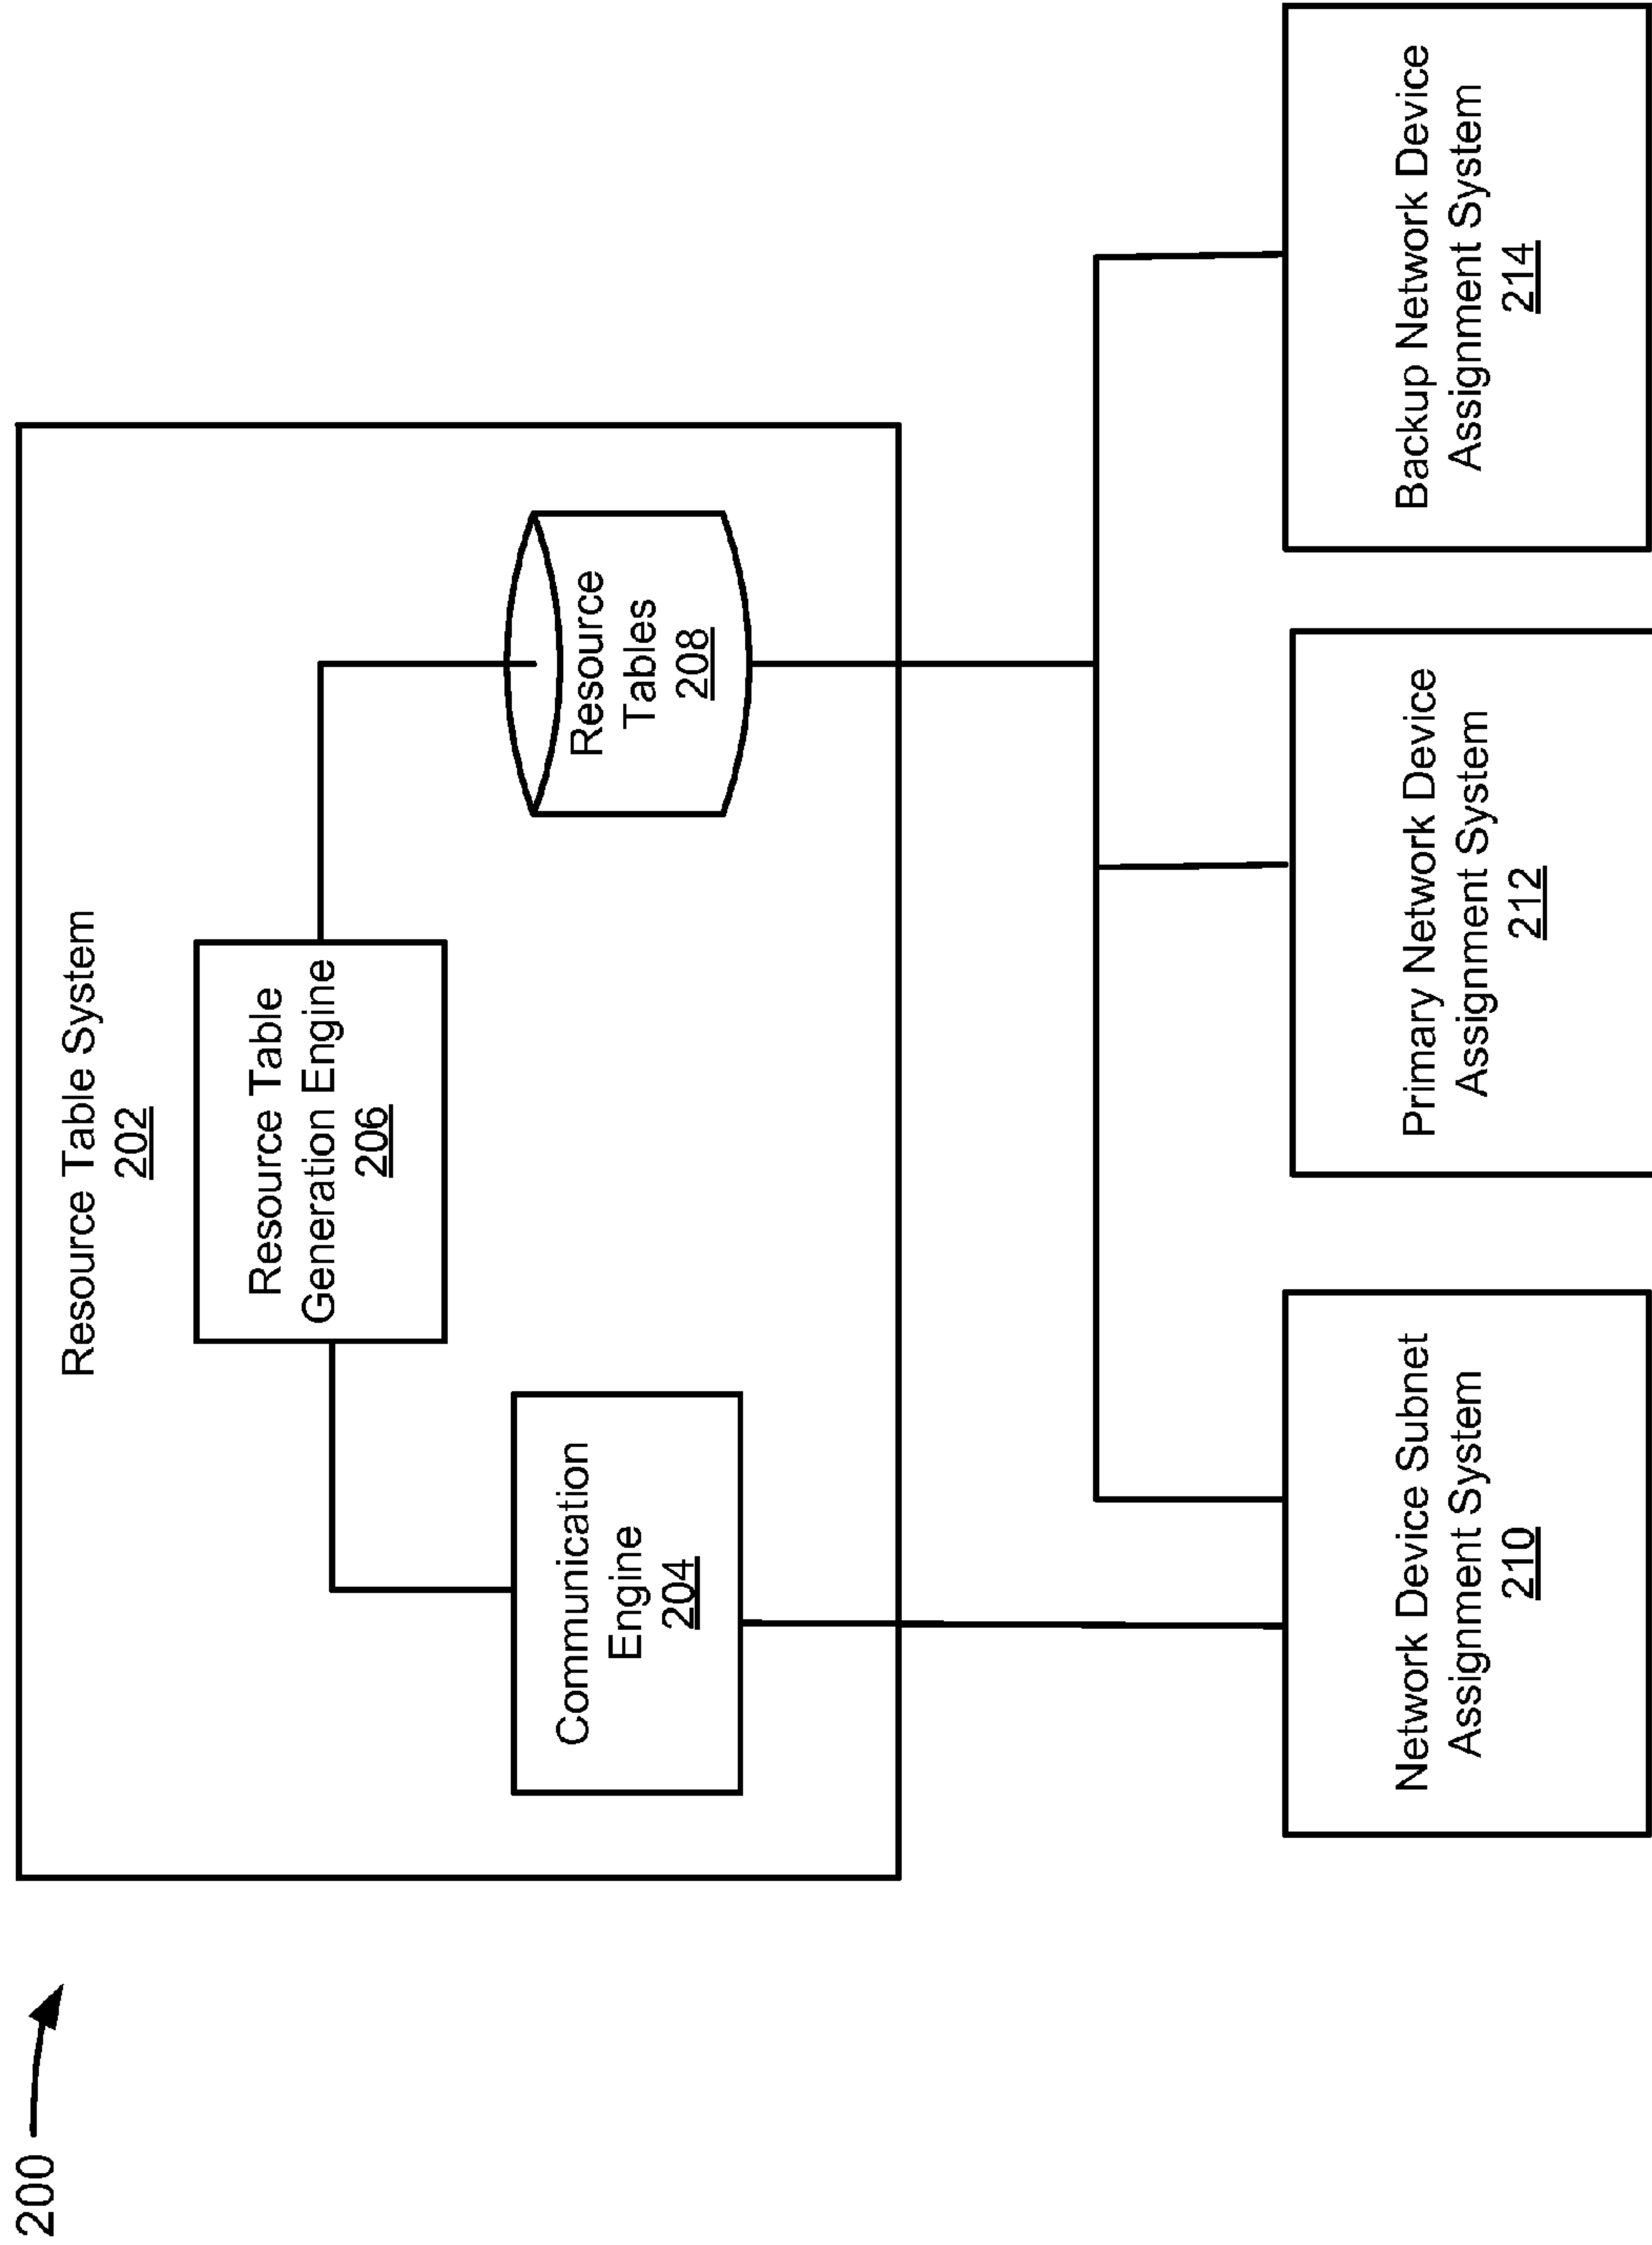 200
Resource Table System
202
Resource Table
Generation Engine
206
Communication
Engine
204
Resource
Tables
208
Network Device Subnet
Assignment System
210
Primary Network Device
Assignment System
212
Backup Network Device
Assignment System
214